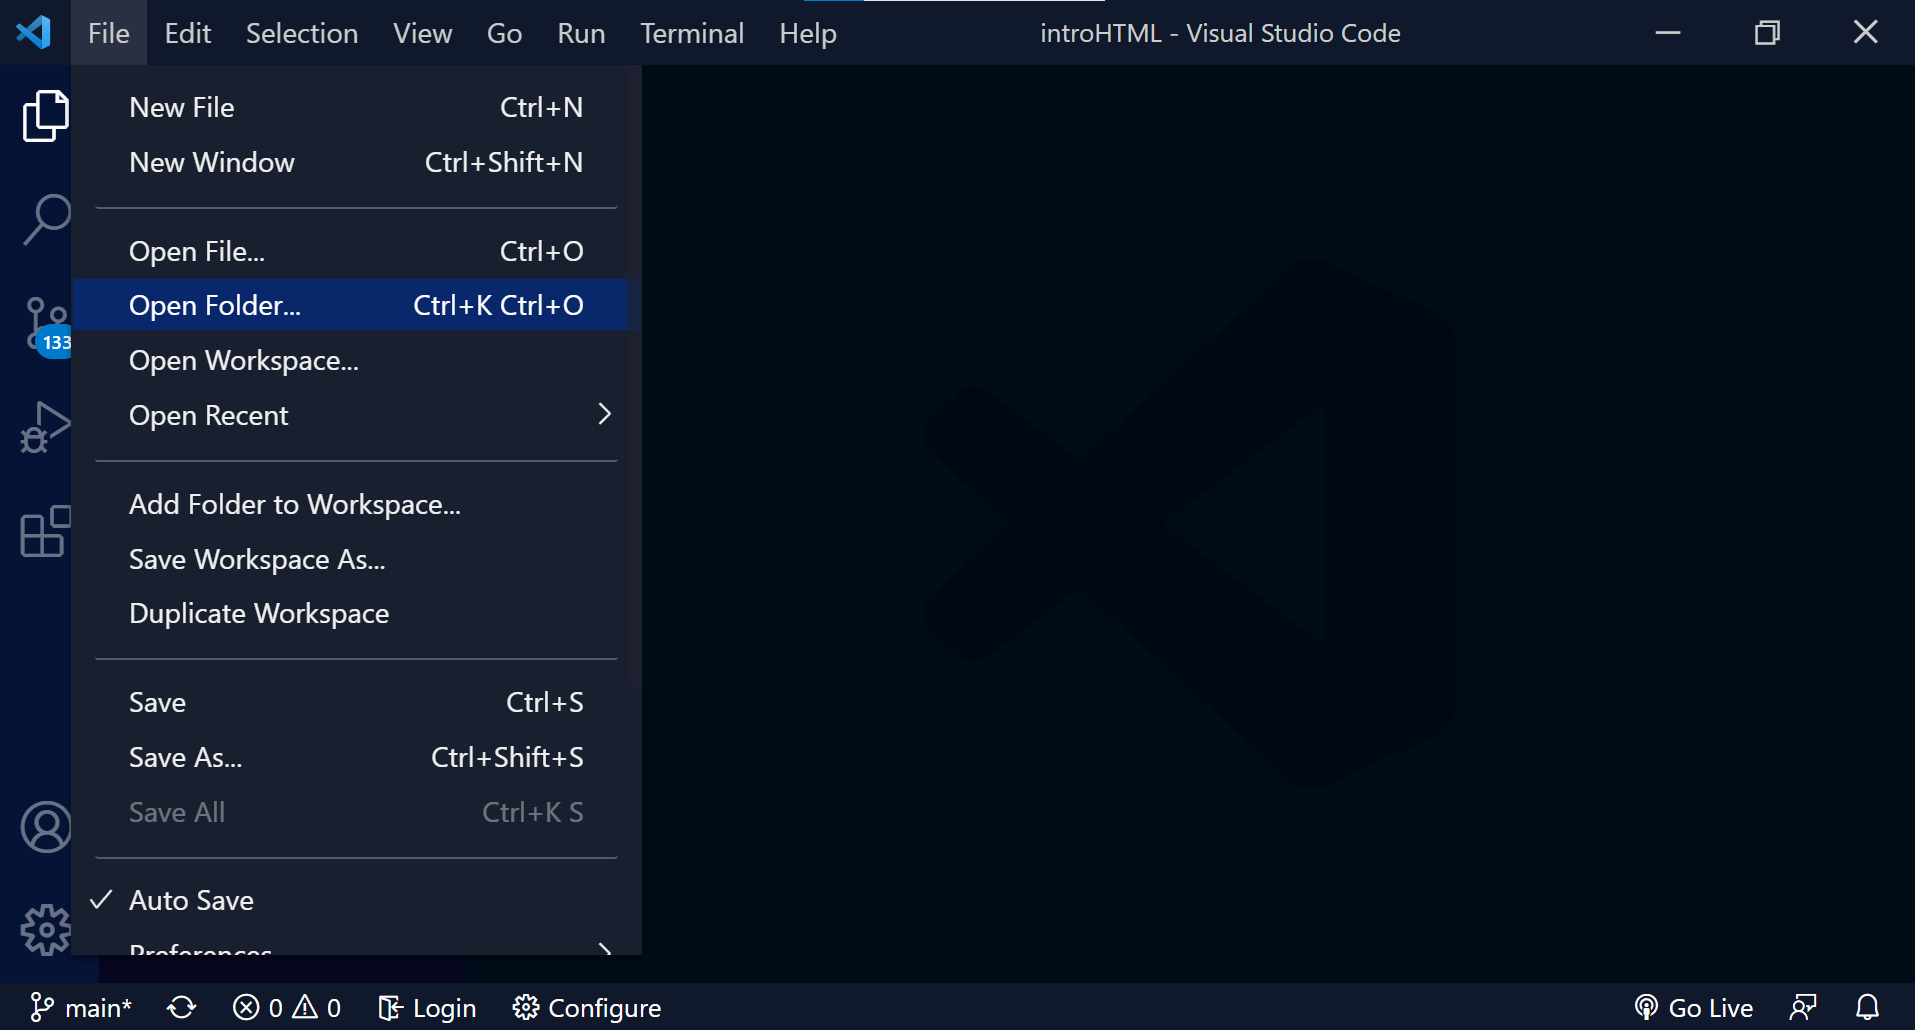 File Edit Selection View Go Run Terminal Help introHTML - Visual Studio Code
New File Ctrl+N
New Window Ctrl+Shift+N
Open File... Ctrl+O
Open Folder... Ctrl+K Ctrl+O
133
Open Workspace...
Open Recent
Add Folder to Workspace...
Save Workspace As...
Duplicate Workspace
Save Ctrl+S
Save As... Ctrl+Shift+S
Save All Ctrl+K S
Auto Save
Preferences
main* 0 0 Login Configure Go Live